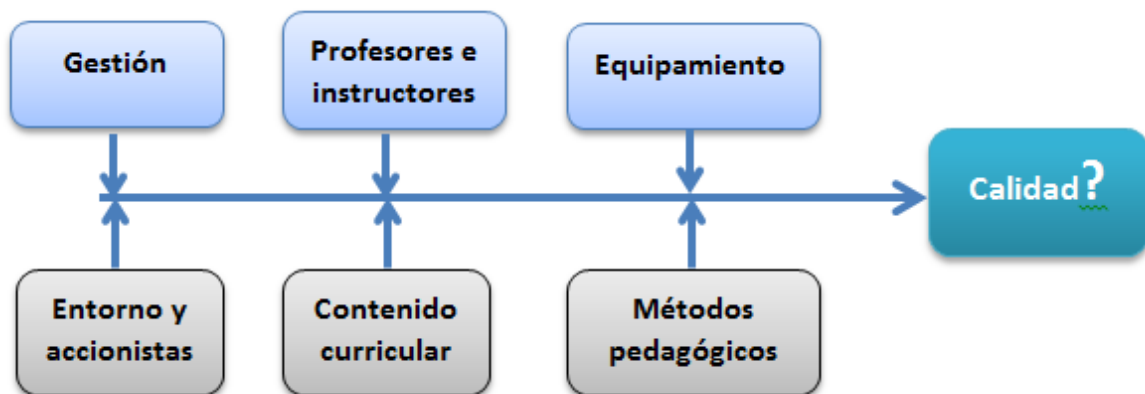 Gestión
Profesores e
instructores
Equipamiento
Calidad?
Entorno y
accionistas
Contenido
curricular
Métodos
pedagógicos